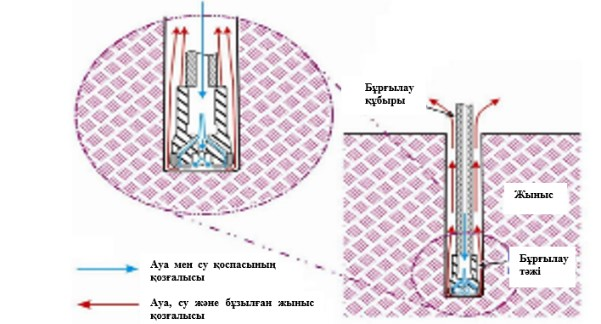 Бұрғылау
құбыры
Жыныс
Бұрғылау
тәжі
Ауа мен су қоспасының
қозғалысы
Ауа, су және бұзылған жыныс
қозғалысы